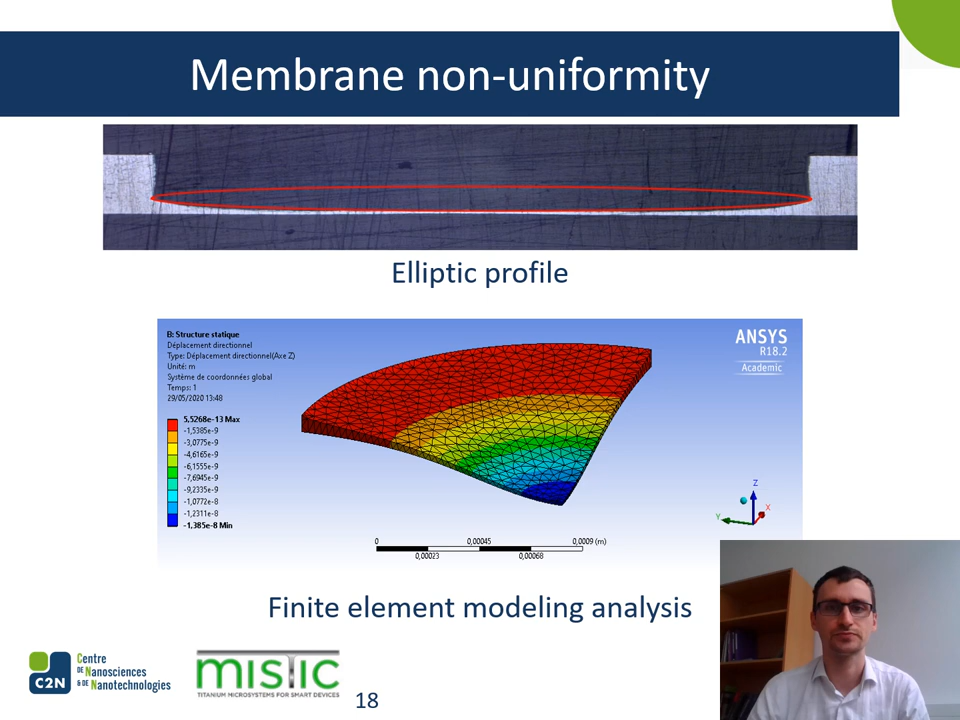 Membrane non-uniformity
Elliptic profile
B: Structure statique
Déplacement directionnel
Type: Déplacement directionnel(Axe Z)
Unité: m
Système de coordonnées global
Temps: 1
29/05/2020 13:48
5,5268e-13 Max
-1,5385e-9
-3,0775e-9
-4,6165e-9
-6,1555e-9
-7,6945e-9
-9,2335e-9
-1,0772e-8
-1,2311e-8
-1,385e-8 Min
ANSYS
R18.2
Academic
Z
X
Y
0
0,00045
0,0009 (m)
0,00023
0,00068
Finite element modeling analysis
C2N
Centre
DE Nanosciences
& DE Nanotechnologies
MISTIC
TITANIUM MICROSYSTEMS FOR SMART DEVICES
18